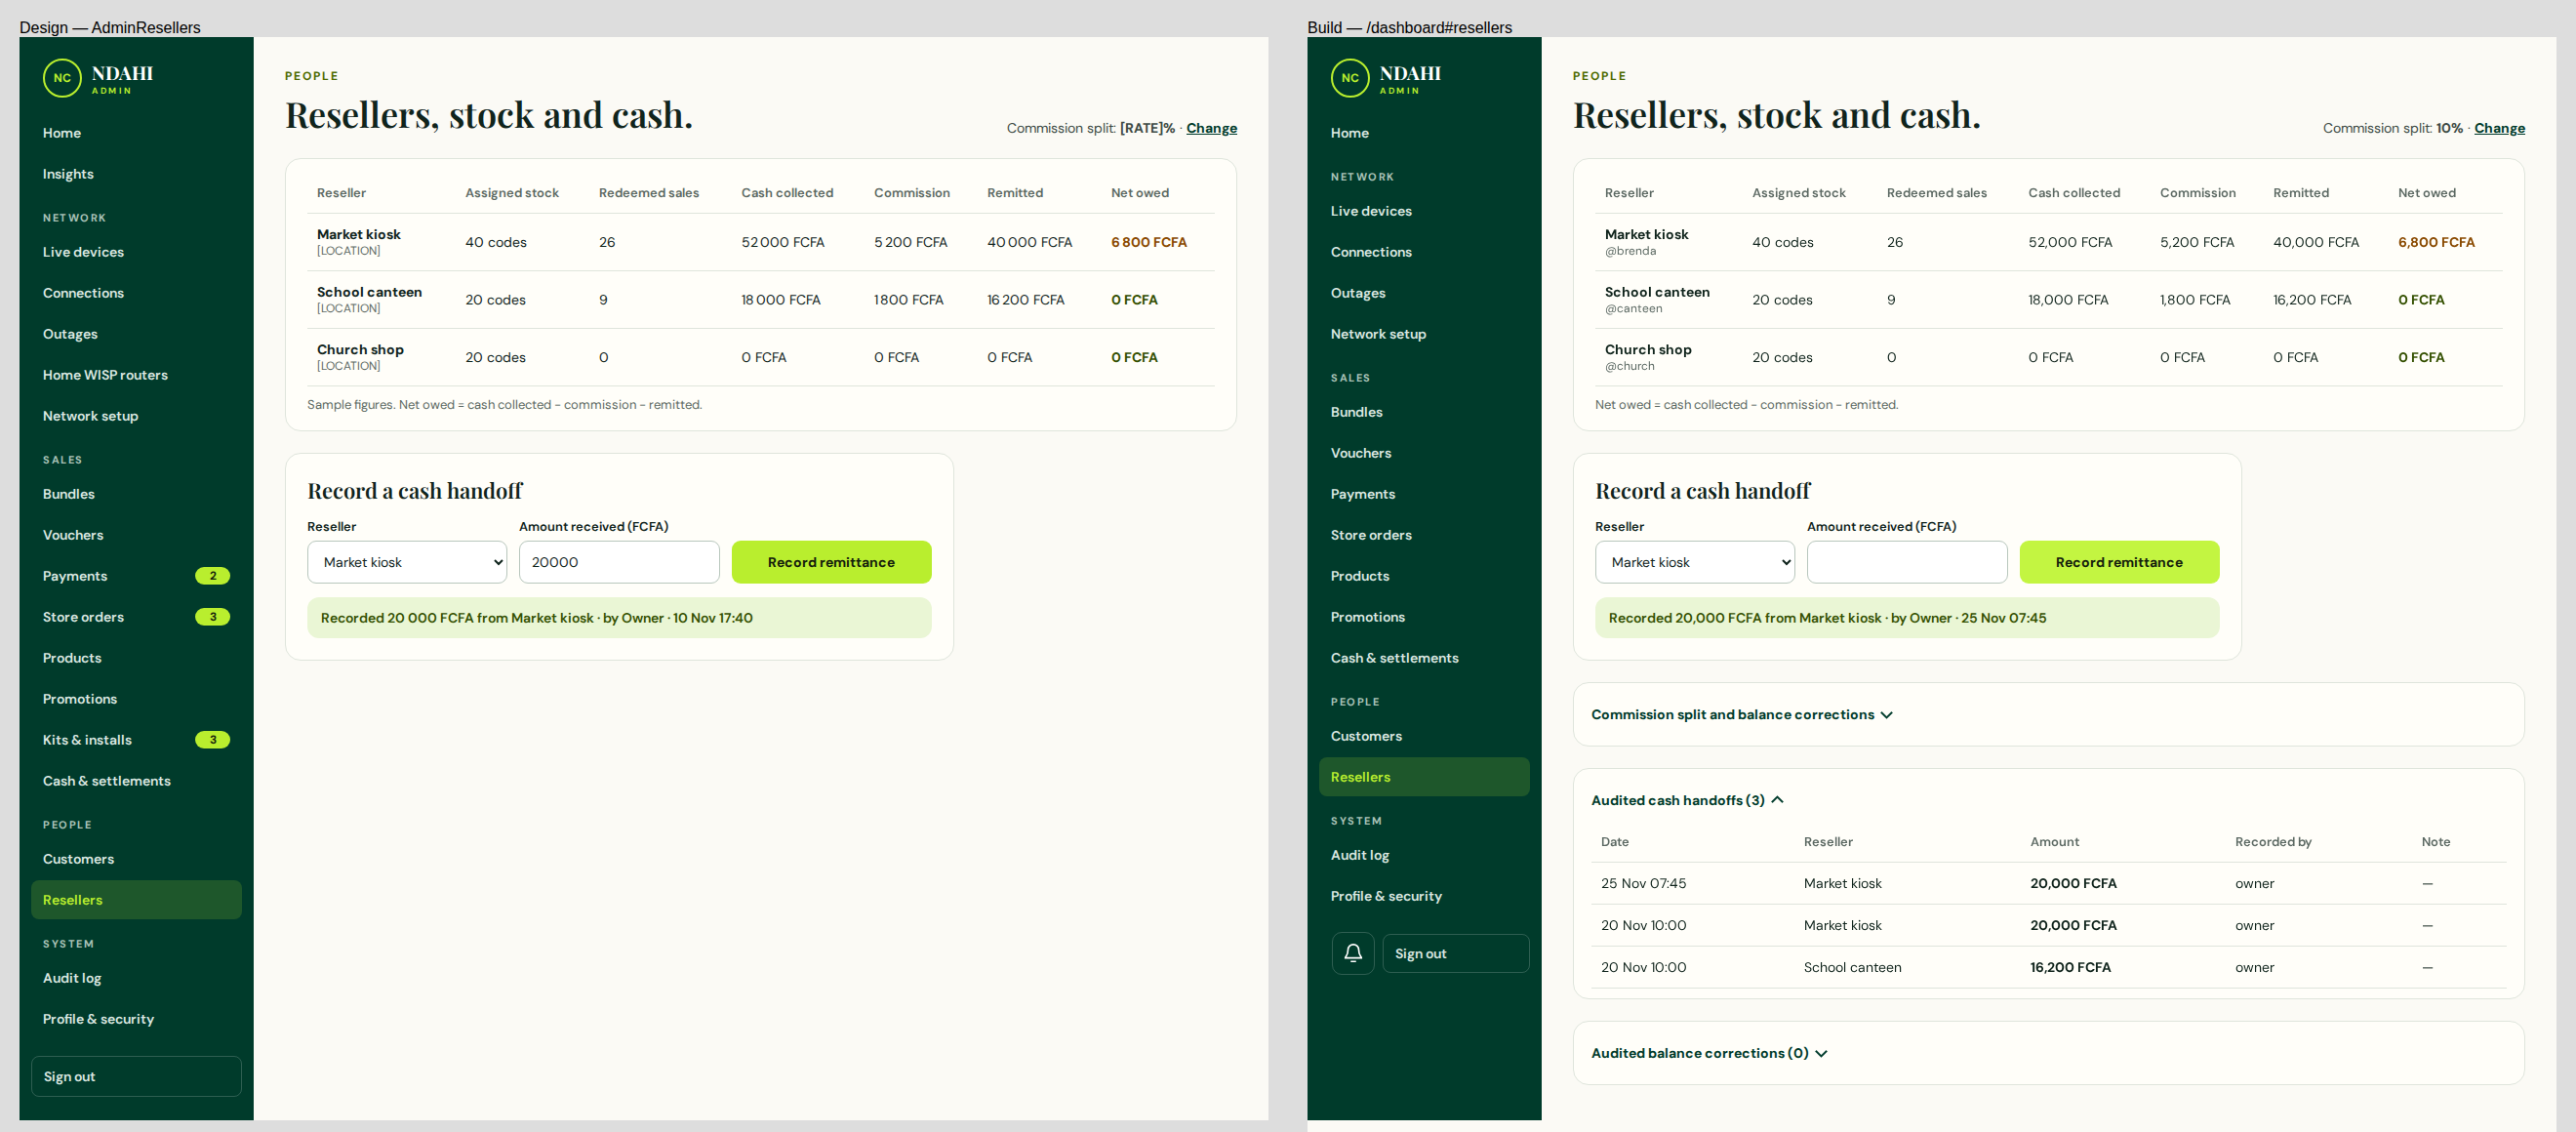 Design — AdminResellers
NC
NDAHI
ADMIN
Home
Insights
NETWORK
Live devices
Connections
Outages
Home WISP routers
Network setup
SALES
Bundles
Vouchers
Payments 2
Store orders 3
Products
Promotions
Kits & installs 3
Cash & settlements
PEOPLE
Customers
Resellers
SYSTEM
Audit log
Profile & security
Sign out
PEOPLE
Resellers, stock and cash.
Commission split: [RATE]% · Change
Reseller Assigned stock Redeemed sales Cash collected Commission Remitted Net owed
Market kiosk
[LOCATION]
40 codes 26 52 000 FCFA 5 200 FCFA 40 000 FCFA 6 800 FCFA
School canteen
[LOCATION]
20 codes 9 18 000 FCFA 1 800 FCFA 16 200 FCFA 0 FCFA
Church shop
[LOCATION]
20 codes 0 0 FCFA 0 FCFA 0 FCFA 0 FCFA
Sample figures. Net owed = cash collected − commission − remitted.
Record a cash handoff
Reseller Amount received (FCFA)
Market kiosk 20000 Record remittance
Recorded 20 000 FCFA from Market kiosk · by Owner · 10 Nov 17:40
Build — /dashboard#resellers
NC
NDAHI
ADMIN
Home
NETWORK
Live devices
Connections
Outages
Network setup
SALES
Bundles
Vouchers
Payments
Store orders
Products
Promotions
Cash & settlements
PEOPLE
Customers
Resellers
SYSTEM
Audit log
Profile & security
Sign out
PEOPLE
Resellers, stock and cash.
Commission split: 10% · Change
Reseller Assigned stock Redeemed sales Cash collected Commission Remitted Net owed
Market kiosk
@brenda
40 codes 26 52,000 FCFA 5,200 FCFA 40,000 FCFA 6,800 FCFA
School canteen
@canteen
20 codes 9 18,000 FCFA 1,800 FCFA 16,200 FCFA 0 FCFA
Church shop
@church
20 codes 0 0 FCFA 0 FCFA 0 FCFA 0 FCFA
Net owed = cash collected − commission − remitted.
Record a cash handoff
Reseller Amount received (FCFA)
Market kiosk Record remittance
Recorded 20,000 FCFA from Market kiosk · by Owner · 25 Nov 07:45
Commission split and balance corrections
Audited cash handoffs (3)
Date Reseller Amount Recorded by Note
25 Nov 07:45 Market kiosk 20,000 FCFA owner —
20 Nov 10:00 Market kiosk 20,000 FCFA owner —
20 Nov 10:00 School canteen 16,200 FCFA owner —
Audited balance corrections (0)